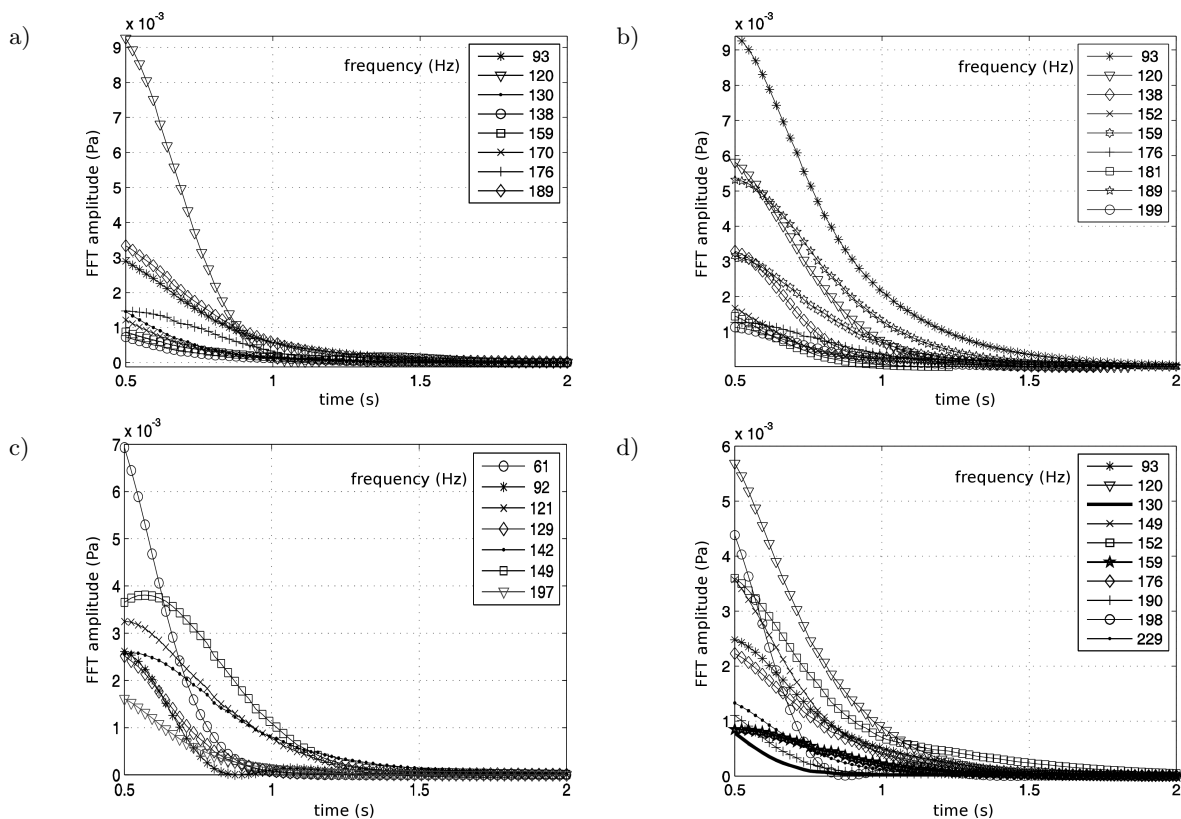 a)
x 10⁻³
9
8
7
6
5
4
3
2
1
0
FFT amplitude (Pa)
0.5 1 1.5 2
time (s)
frequency (Hz)
93
120
130
138
159
170
176
189
b)
x 10⁻³
9
8
7
6
5
4
3
2
1
FFT amplitude (Pa)
0.5 1 1.5 2
time (s)
frequency (Hz)
93
120
138
152
159
176
181
189
199
c)
x 10⁻³
7
6
5
4
3
2
1
0
FFT amplitude (Pa)
0.5 1 1.5 2
time (s)
frequency (Hz)
61
92
121
129
142
149
197
d)
x 10⁻³
6
5
4
3
2
1
0
FFT amplitude (Pa)
0.5 1 1.5 2
time (s)
frequency (Hz)
93
120
130
149
152
159
176
190
198
229